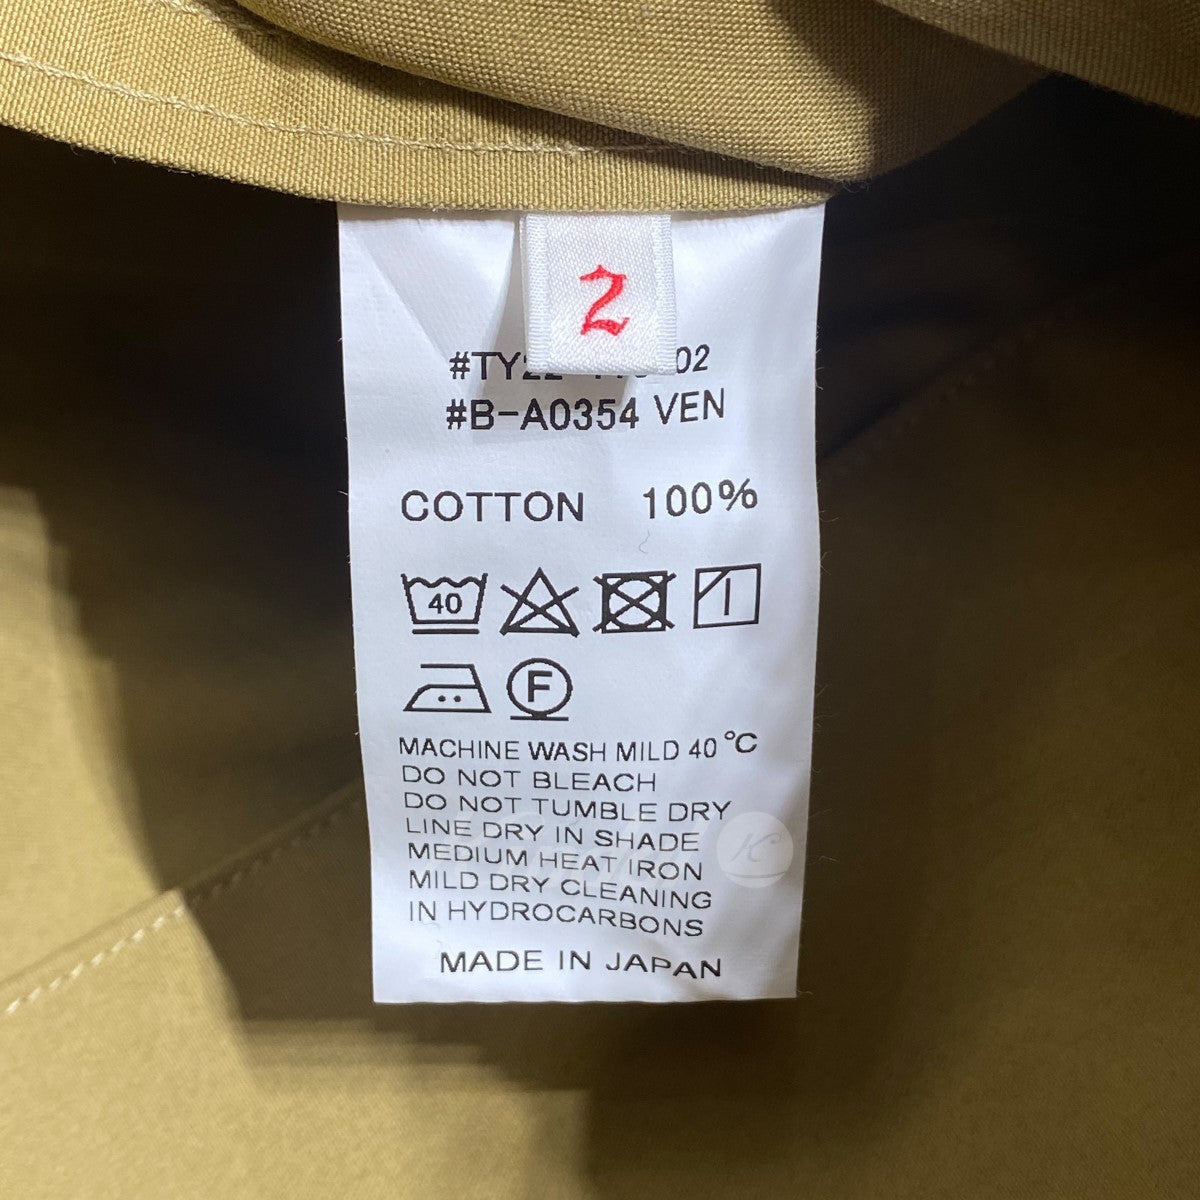 2
#B-A0354 VEN
COTTON 100%
40
F
MACHINE WASH MILD 40 °C
DO NOT BLEACH
DO NOT TUMBLE DRY
LINE DRY IN SHADE
MEDIUM HEAT IRON
MILD DRY CLEANING
IN HYDROCARBONS
MADE IN JAPAN
K